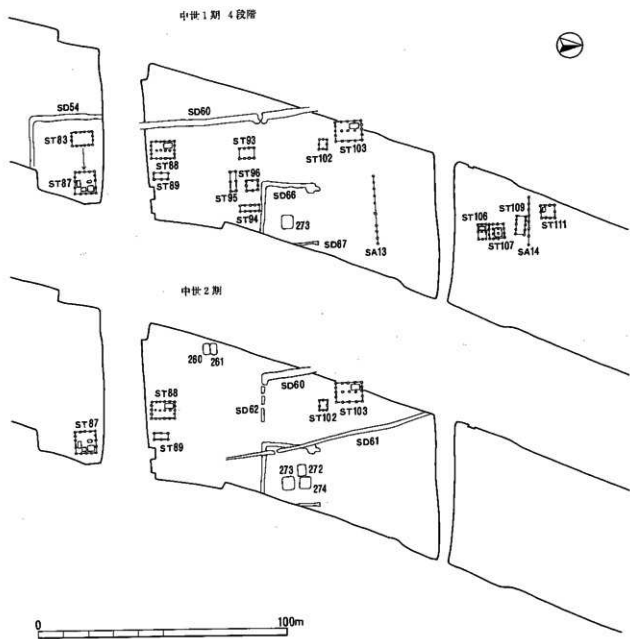 中世1期 4段階
SD54
ST83
ST87
SD60
ST88
ST89
ST93
ST96
ST95
ST94
SD66
273
SD67
ST102
ST103
SA13
ST106
ST107
ST109
SA14
ST111
中世2期
260 261
ST87
ST88
ST89
SD60
SD62
ST102
ST103
SD61
273 272
274
0 100m